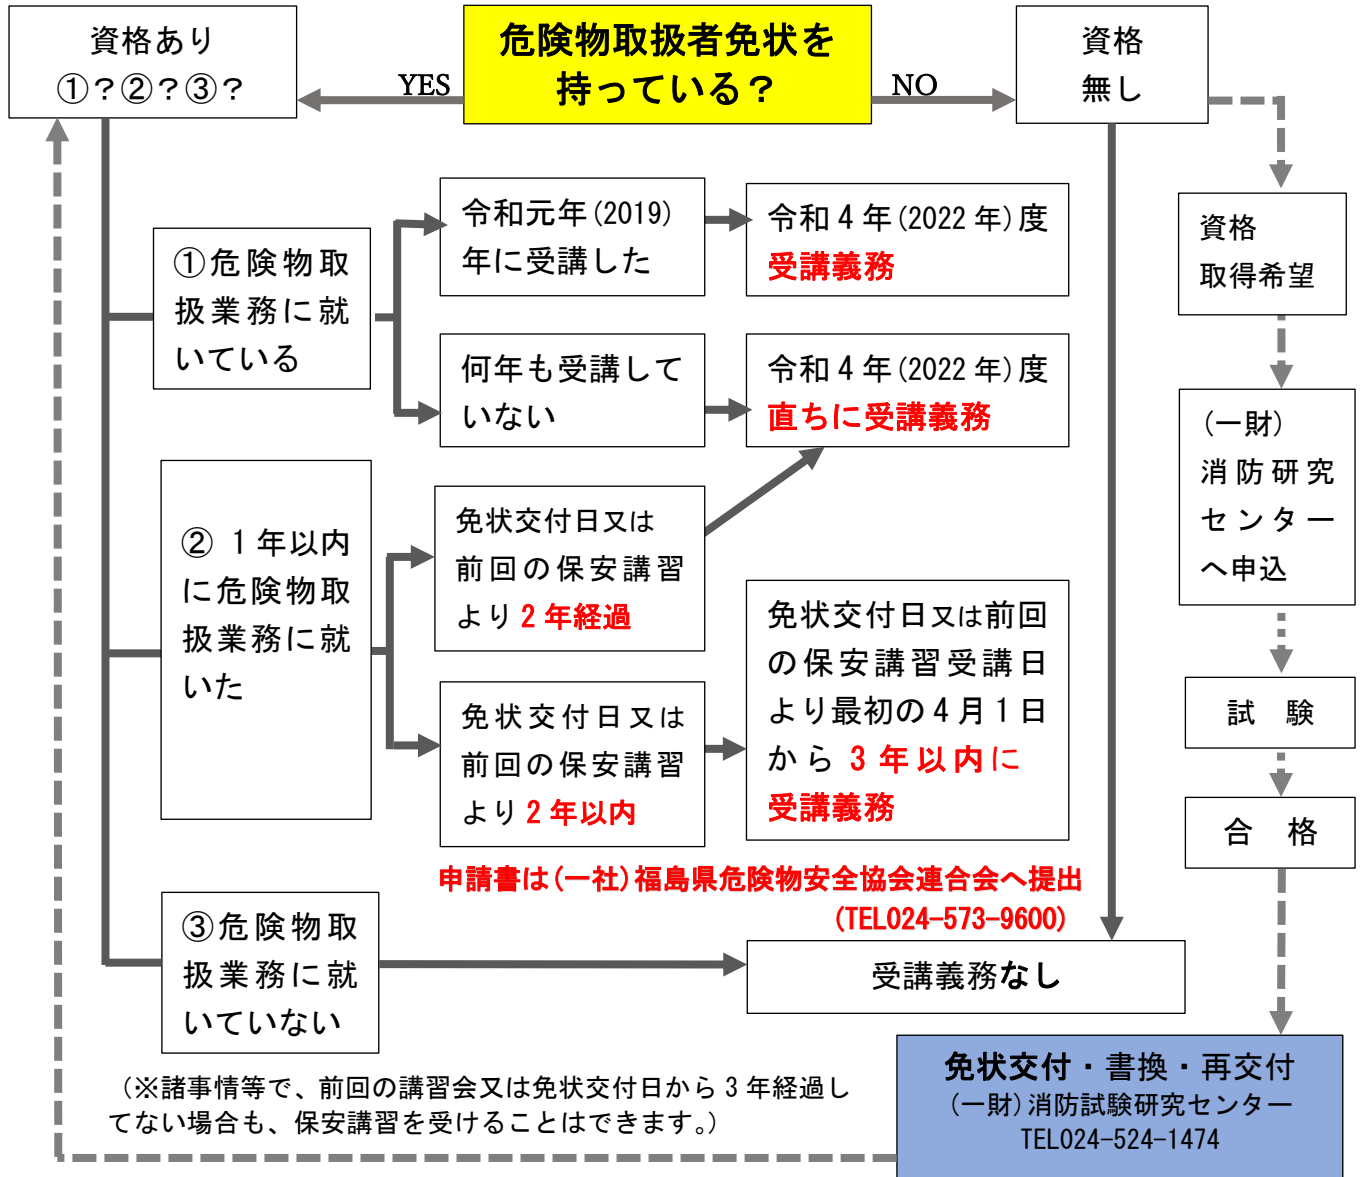 資格あり
①？②？③？
危険物取扱者免状を
持っている？
資格
無し
YES
NO
令和元年(2019)
年に受講した
令和４年(2022 年)度
受講義務
資格
取得希望
①危険物取
扱業務に就
いている
何年も受講して
いない
令和４年(2022 年)度
直ちに受講義務
(一財)
消防研究
センター
へ申込
② １年以内
に危険物取
扱業務に就
いた
免状交付日又は
前回の保安講習
より２年経過
免状交付日又は前回
の保安講習受講日
より最初の４月１日
から ３年以内に
受講義務
免状交付日又は
前回の保安講習
より２年以内
試　験
合　格
申請書は(一社)福島県危険物安全協会連合会へ提出
(TEL024-573-9600)
③危険物取
扱業務に就
いていない
受講義務なし
免状交付・書換・再交付
(一財)消防試験研究センター
TEL024-524-1474
(※諸事情等で、前回の講習会又は免状交付日から３年経過し
てない場合も、保安講習を受けることはできます。)